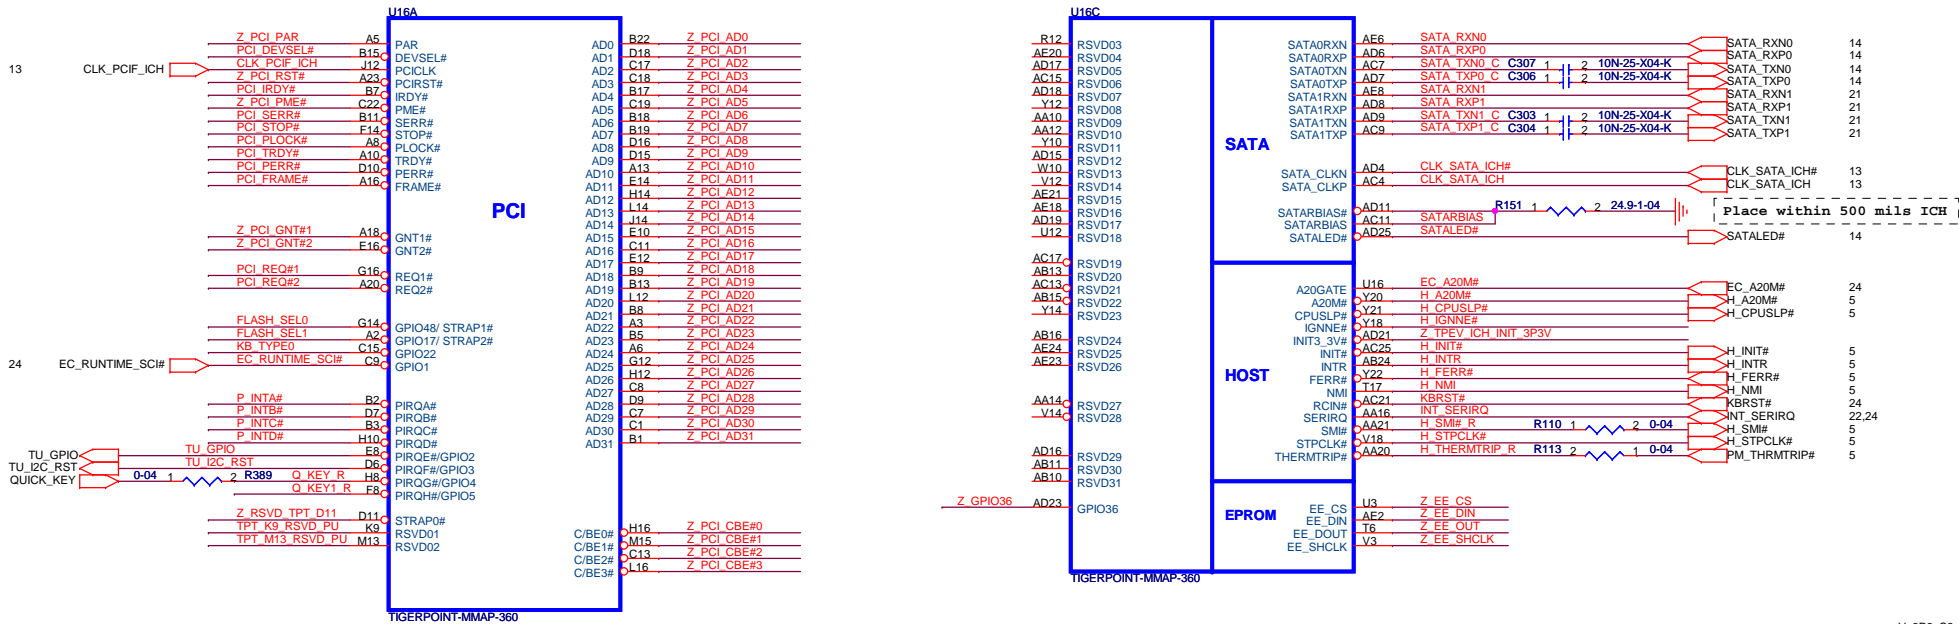 U16A
Z_PCI_PAR A5 PAR AD0 B22 Z_PCI_AD0
PCI_DEVSEL# B15 DEVSEL# AD1 D18 Z_PCI_AD1
13 CLK_PCIF_ICH CLK_PCIF_ICH J12 PCICLK AD2 C17 Z_PCI_AD2
Z_PCI_RST# A23 PCIRST# AD3 C18 Z_PCI_AD3
PCI_IRDY# B7 IRDY# AD4 B17 Z_PCI_AD4
Z_PCI_PME# C22 PME# AD5 C19 Z_PCI_AD5
PCI_SERR# B11 SERR# AD6 B18 Z_PCI_AD6
PCI_STOP# F14 STOP# AD7 B19 Z_PCI_AD7
PCI_PLOCK# A8 PLOCK# AD8 D16 Z_PCI_AD8
PCI_TRDY# A10 TRDY# AD9 D15 Z_PCI_AD9
PCI_PERR# D10 PERR# AD10 A13 Z_PCI_AD10
PCI_FRAME# A16 FRAME# AD11 E14 Z_PCI_AD11
AD12 H14 Z_PCI_AD12
PCI
AD13 L14 Z_PCI_AD13
AD14 J14 Z_PCI_AD14
Z_PCI_GNT#1 A18 GNT1# AD15 E10 Z_PCI_AD15
Z_PCI_GNT#2 E16 GNT2# AD16 C11 Z_PCI_AD16
AD17 E12 Z_PCI_AD17
PCI_REQ#1 G16 REQ1# AD18 B9 Z_PCI_AD18
PCI_REQ#2 A20 REQ2# AD19 B13 Z_PCI_AD19
AD20 L12 Z_PCI_AD20
AD21 B8 Z_PCI_AD21
FLASH_SEL0 G14 GPIO48/ STRAP1# AD22 A3 Z_PCI_AD22
FLASH_SEL1 A2 GPIO17/ STRAP2# AD23 B5 Z_PCI_AD23
KB_TYPE0 C15 GPIO22 AD24 A6 Z_PCI_AD24
24 EC_RUNTIME_SCI# EC_RUNTIME_SCI# C9 GPIO1 AD25 G12 Z_PCI_AD25
AD26 H12 Z_PCI_AD26
AD27 C8 Z_PCI_AD27
P_INTA# B2 PIRQA# AD28 D9 Z_PCI_AD28
P_INTB# D7 PIRQB# AD29 C7 Z_PCI_AD29
P_INTC# B3 PIRQC# AD30 C1 Z_PCI_AD30
P_INTD# H10 PIRQD# AD31 B1 Z_PCI_AD31
TU_GPIO TU_GPIO E8 PIRQE#/GPIO2
TU_I2C_RST TU_I2C_RST D6 PIRQF#/GPIO3
QUICK_KEY 0-04 1 2 R389 Q_KEY_R H8 PIRQG#/GPIO4
Q_KEY1_R F8 PIRQH#/GPIO5
Z_RSVD_TPT_D11 D11 STRAP0#
TPT_K9_RSVD_PU K9 RSVD01 C/BE0# H16 Z_PCI_CBE#0
TPT_M13_RSVD_PU M13 RSVD02 C/BE1# M15 Z_PCI_CBE#1
C/BE2# C13 Z_PCI_CBE#2
C/BE3# L16 Z_PCI_CBE#3
TIGERPOINT-MMAP-360
U16C
R12 RSVD03 SATA0RXN AE6 SATA_RXN0 SATA_RXN0 14
AE20 RSVD04 SATA0RXP AD6 SATA_RXP0 SATA_RXP0 14
AD17 RSVD05 SATA0TXN AC7 SATA_TXN0_C C307 1 2 10N-25-X04-K SATA_TXN0 14
AC15 RSVD06 SATA0TXP AD7 SATA_TXP0_C C306 1 2 10N-25-X04-K SATA_TXP0 14
AD18 RSVD07 SATA1RXN AE8 SATA_RXN1 SATA_RXN1 21
Y12 RSVD08 SATA1RXP AD8 SATA_RXP1 SATA_RXP1 21
AA10 RSVD09 SATA1TXN AD9 SATA_TXN1_C C303 1 2 10N-25-X04-K SATA_TXN1 21
AA12 RSVD10 SATA1TXP AC9 SATA_TXP1_C C304 1 2 10N-25-X04-K SATA_TXP1 21
Y10 RSVD11
SATA
AD15 RSVD12
W10 RSVD13 SATA_CLKN AD4 CLK_SATA_ICH# CLK_SATA_ICH# 13
V12 RSVD14 SATA_CLKP AC4 CLK_SATA_ICH CLK_SATA_ICH 13
AE21 RSVD15
AE18 RSVD16 SATARBIAS# AD11 R151 1 2 24.9-1-04 Place within 500 mils ICH
AD19 RSVD17 SATARBIAS AC11 SATARBIAS
U12 RSVD18 SATALED# AD25 SATALED# SATALED# 14
AC17 RSVD19
AB13 RSVD20
AC13 RSVD21 A20GATE U16 EC_A20M# EC_A20M# 24
AB15 RSVD22 A20M# Y20 H_A20M# H_A20M# 5
Y14 RSVD23 CPUSLP# Y21 H_CPUSLP# H_CPUSLP# 5
IGNNE# Y18 H_IGNNE#
AB16 RSVD24 INIT3_3V# AD21 Z_TPEV_ICH_INIT_3P3V
AE24 RSVD25 INIT# AC25 H_INIT# H_INIT# 5
AE23 RSVD26 INTR AB24 H_INTR H_INTR 5
HOST
FERR# Y22 H_FERR# H_FERR# 5
NMI T17 H_NMI H_NMI 5
AA14 RSVD27 RCIN# AC21 KBRST# KBRST# 24
V14 RSVD28 SERIRQ AA16 INT_SERIRQ INT_SERIRQ 22,24
SMI# AA21 H_SMI#_R R110 1 2 0-04 H_SMI# 5
STPCLK# V18 H_STPCLK# H_STPCLK# 5
AD16 RSVD29 THERMTRIP# AA20 H_THERMTRIP_R R113 2 1 0-04 PM_THRMTRIP# 5
AB11 RSVD30
AB10 RSVD31
Z_GPIO36 AD23 GPIO36 EE_CS U3 Z_EE_CS
EPROM
EE_DIN AE2 Z_EE_DIN
EE_DOUT T6 Z_EE_OUT
EE_SHCLK V3 Z_EE_SHCLK
TIGERPOINT-MMAP-360